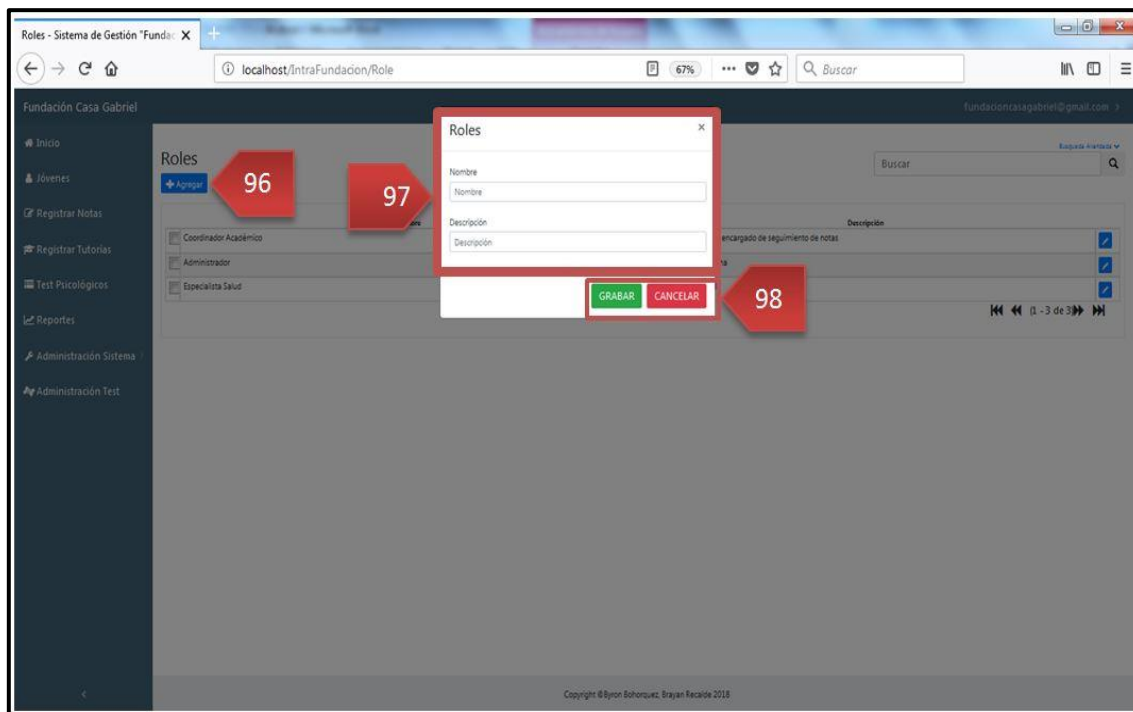 Roles - Sistema de Gestión "Funda
localhost/IntraFundacion/Role
67%
Buscar
Fundación Casa Gabriel
fundacioncasagabriel@gmail.com
Inicio
Jóvenes
Registrar Notas
Registrar Tutorías
Test Psicológicos
Reportes
Administración Sistema
Administración Test
Roles
Agregar
96
Busqueda Avanzada
Buscar
Descripción
Coordinador Académico
encargado de seguimiento de notas
Administrador
Especialista Salud
(1 - 3 de 3)
97
Roles
×
Nombre
Nombre
Descripción
Descripción
GRABAR
CANCELAR
98
Copyright © Byron Bohorquez, Brayan Recalde 2018